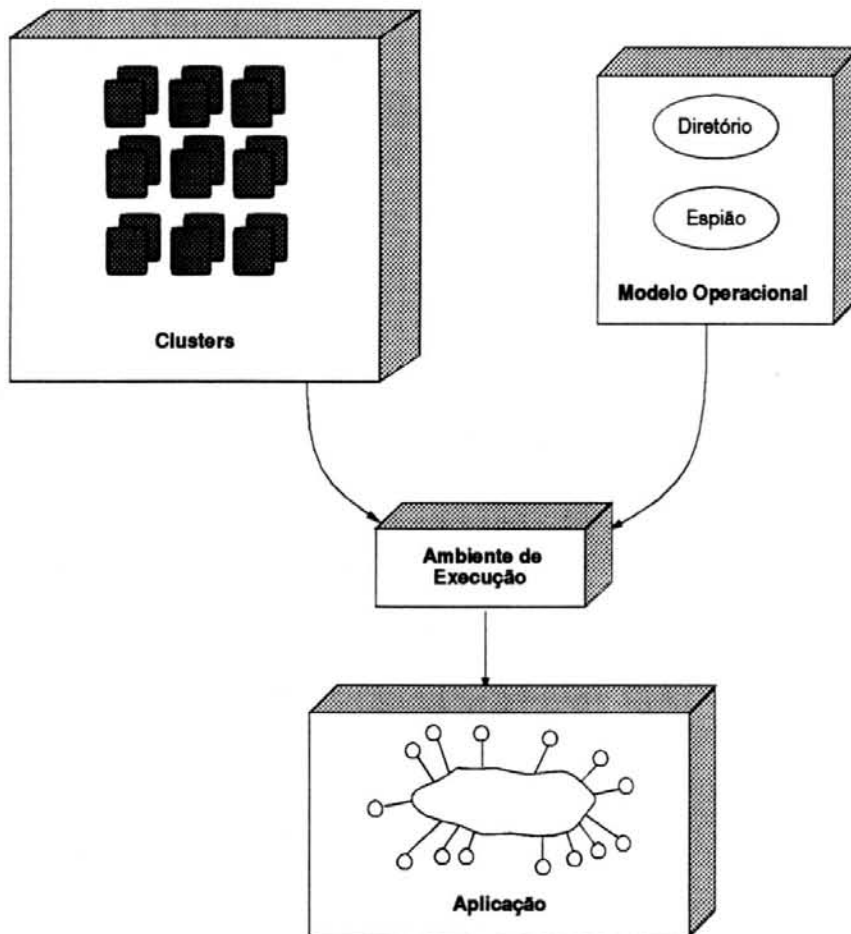 Clusters
Diretório
Espião
Modelo Operacional
Ambiente de
Execução
Aplicação